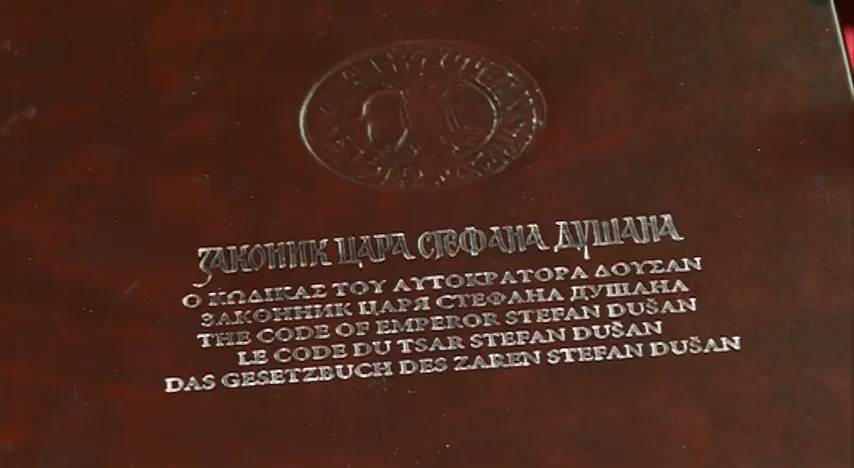 ЗАКОНИК ЦАРА СТЕФАНА ДУШАНА
Ο ΚΩΔΙΚΑΣ ΤΟΥ ΑΥΤΟΚΡΑΤΟΡΑ ΔΟΥΣΑΝ
ЗАКОННИК ЦАРЯ СТЕФАНА ДУШАНА
THE CODE OF EMPEROR STEFAN DUŠAN
LE CODE DU TSAR STEFAN DUŠAN
DAS GESETZBUCH DES ZAREN STEFAN DUŠAN